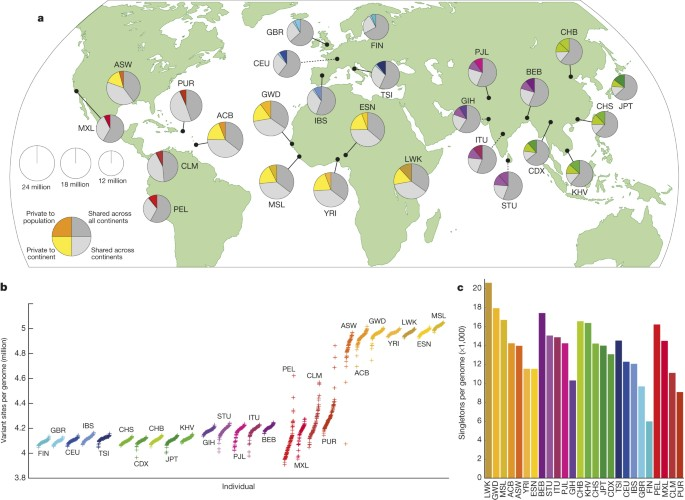 a
GBR
FIN
CHB
ASW
PUR
CEU
PJL
BEB
TSI
GWD
ESN
IBS
GIH
CHS
JPT
MXL
ACB
ITU
LWK
CDX
KHV
24 million
18 million
12 million
CLM
MSL
YRI
STU
PEL
Private to
population
Shared across
all continents
Private to
continent
Shared across
continents
b
Variant sites per genome (million)
5
4.8
4.6
4.4
4.2
4
3.8
FIN
GBR
CEU
IBS
TSI
CHS
CDX
CHB
JPT
KHV
GIH
STU
PJL
ITU
BEB
PEL
MXL
CLM
PUR
ASW
ACB
GWD
YRI
LWK
ESN
MSL
Individual
c
Singletons per genome (×1,000)
20
18
16
14
12
10
8
6
4
2
0
LWK
GWD
MSL
ACB
ASW
YRI
ESN
BEB
STU
ITU
PJL
GIH
CHB
KHV
CHS
JPT
CDX
TSI
CEU
IBS
GBR
FIN
PEL
MXL
CLM
PUR